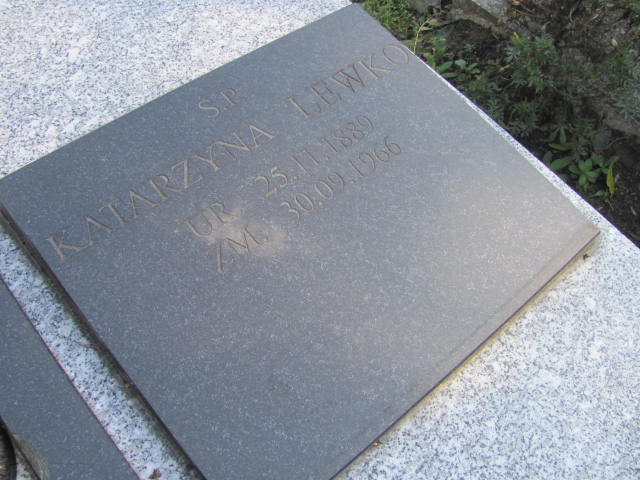 Ś.P.
KATARZYNA LEWKO
UR. 25.11.1889
ZM. 30.09.1966